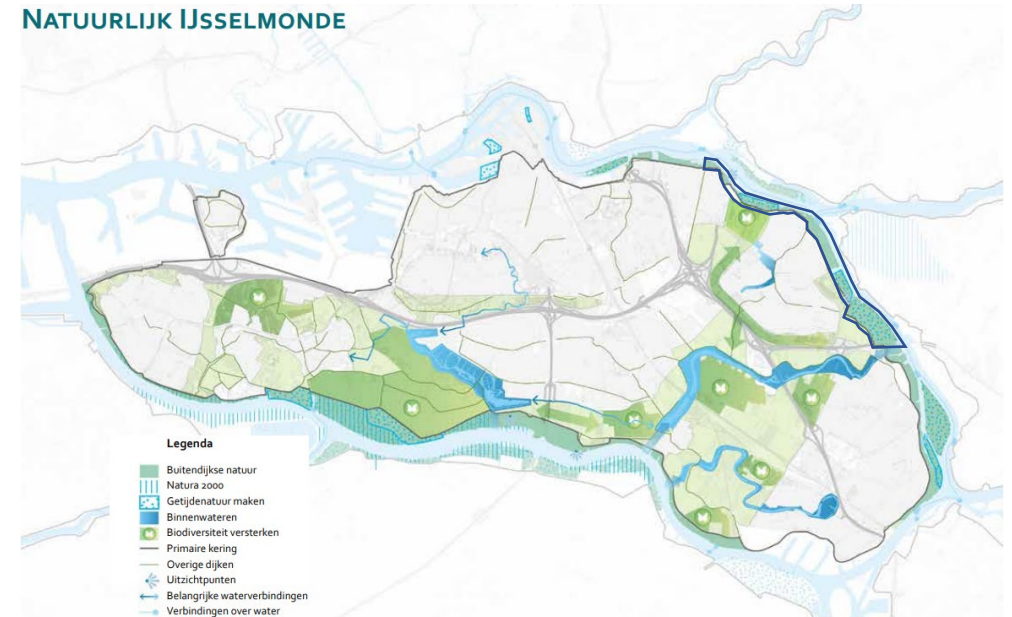 NATUURLIJK IJSSELMONDE
Legenda
Buitendijkse natuur
Natura 2000
Getijdenatuur maken
Binnenwateren
Biodiversiteit versterken
Primaire kering
Overige dijken
Uitzichtpunten
Belangrijke waterverbindingen
Verbindingen over water